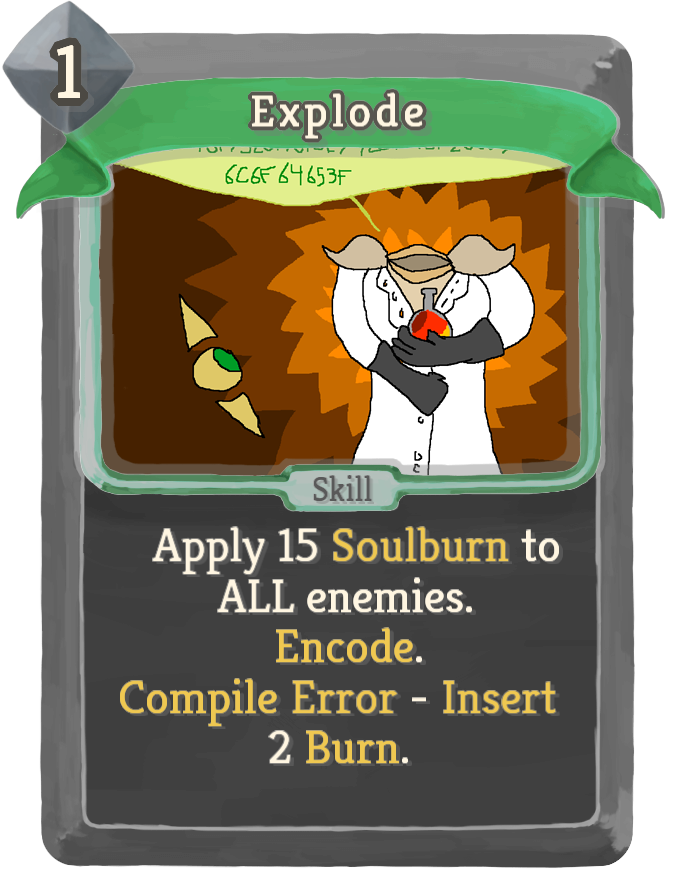 1
Explode
6C6F64653F
Skill
Apply 15 Soulburn to
ALL enemies.
Encode.
Compile Error - Insert
2 Burn.